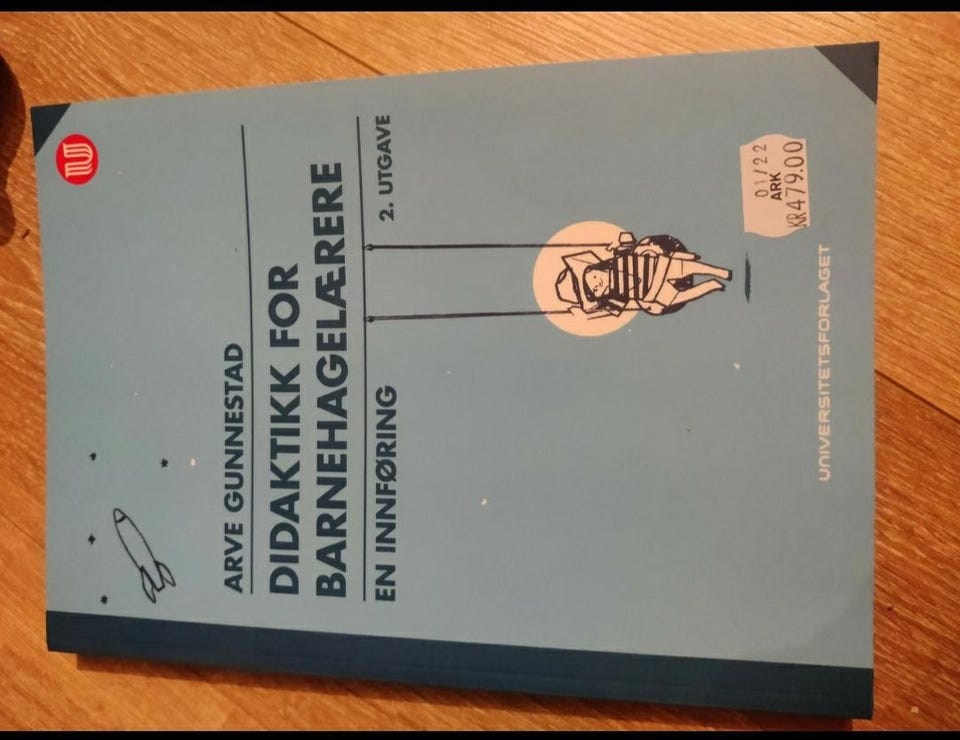 ARVE GUNNESTAD
DIDAKTIKK FOR
BARNEHAGELÆRERE
EN INNFØRING
2. UTGAVE
01/22
ARK
KR479.00
UNIVERSITETSFORLAGET